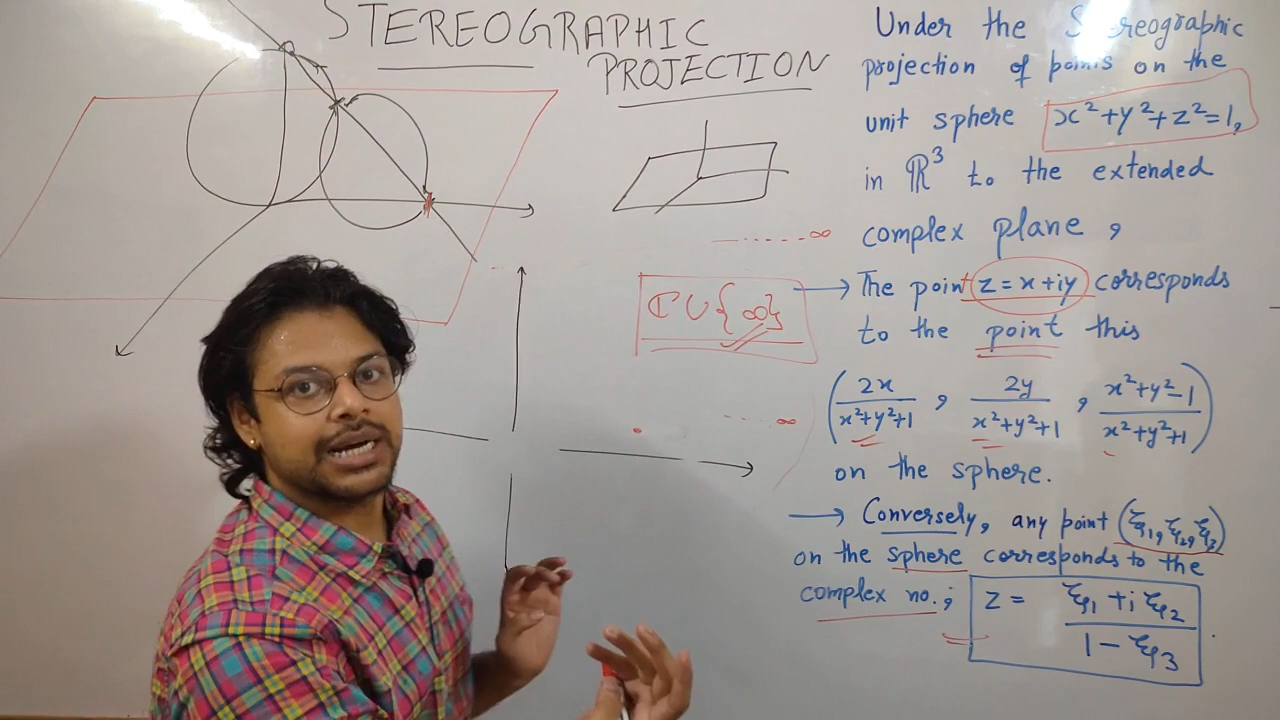 STEREOGRAPHIC
PROJECTION
∞
ℂ∪{∞}
∞
Under the Stereographic
projection of points on the
unit sphere x²+y²+z²=1,
in ℝ³ to the extended
complex plane,
→ The point z=x+iy corresponds
to the point this
(2x/(x²+y²+1), 2y/(x²+y²+1), (x²+y²-1)/(x²+y²+1))
on the sphere.
→ Conversely, any point (ξ₁, ξ₂, ξ₃)
on the sphere corresponds to the
complex no.; z = (ξ₁+iξ₂)/(1-ξ₃)